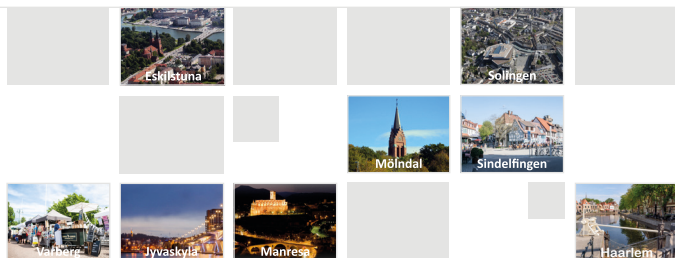 Eskilstuna
Solingen
Mölndal
Sindelfingen
Varberg
Jyvaskyla
Manresa
Haarlem